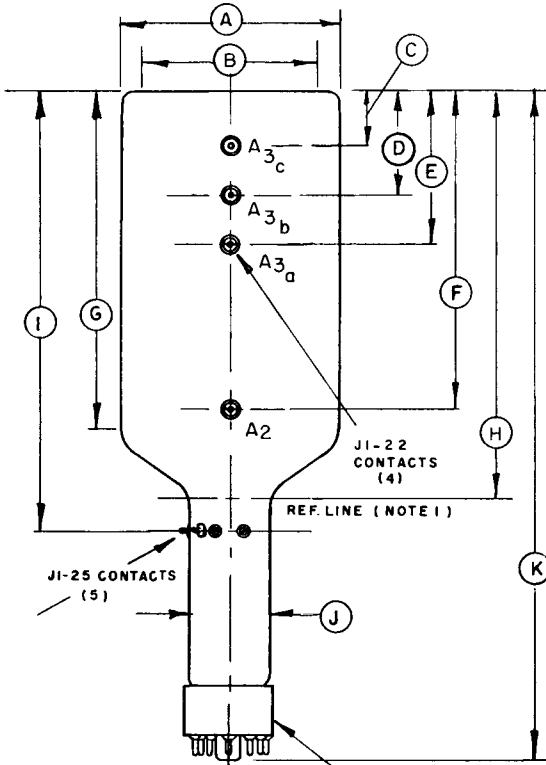 A
B
C
D
E
A3c
A3b
A3a
F
G
I
A2
H
J1-22
CONTACTS
(4)
REF. LINE (NOTE 1)
J1-25 CONTACTS
(5)
J
K